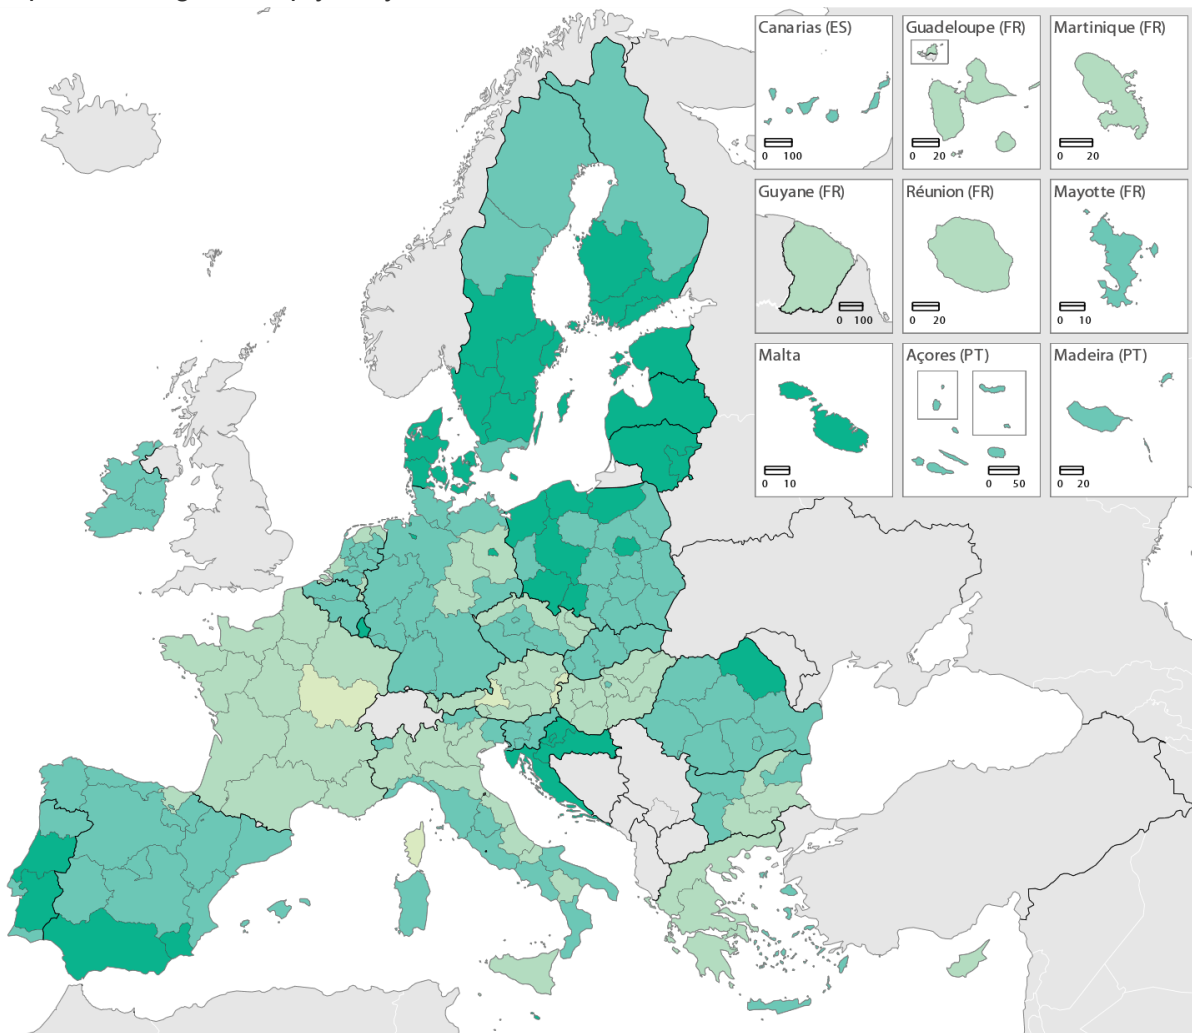 Canarias (ES)
0 100
Guadeloupe (FR)
0 20
Martinique (FR)
0 20
Guyane (FR)
0 100
Réunion (FR)
0 20
Mayotte (FR)
0 10
Malta
0 10
Açores (PT)
0 50
Madeira (PT)
0 20